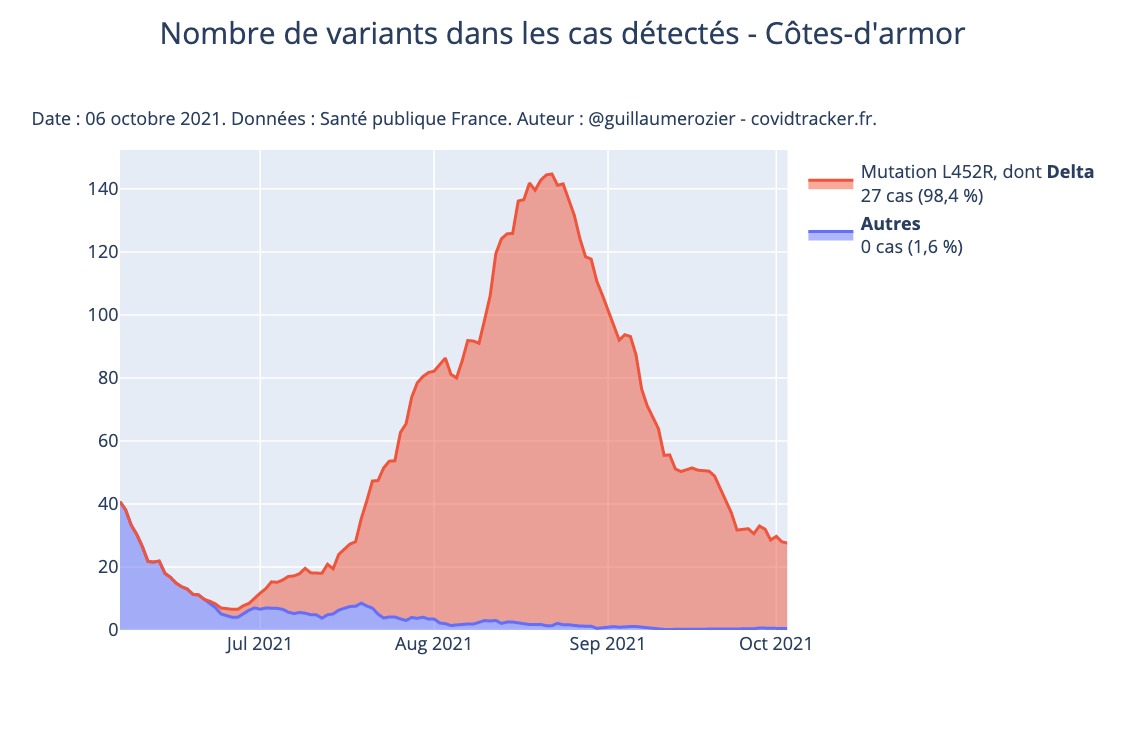 Nombre de variants dans les cas détectés - Côtes-d'armor
Date : 06 octobre 2021. Données : Santé publique France. Auteur : @guillaumerozier - covidtracker.fr.
Mutation L452R, dont Delta
27 cas (98,4 %)
Autres
0 cas (1,6 %)
140
120
100
80
60
40
20
0
Jul 2021
Aug 2021
Sep 2021
Oct 2021